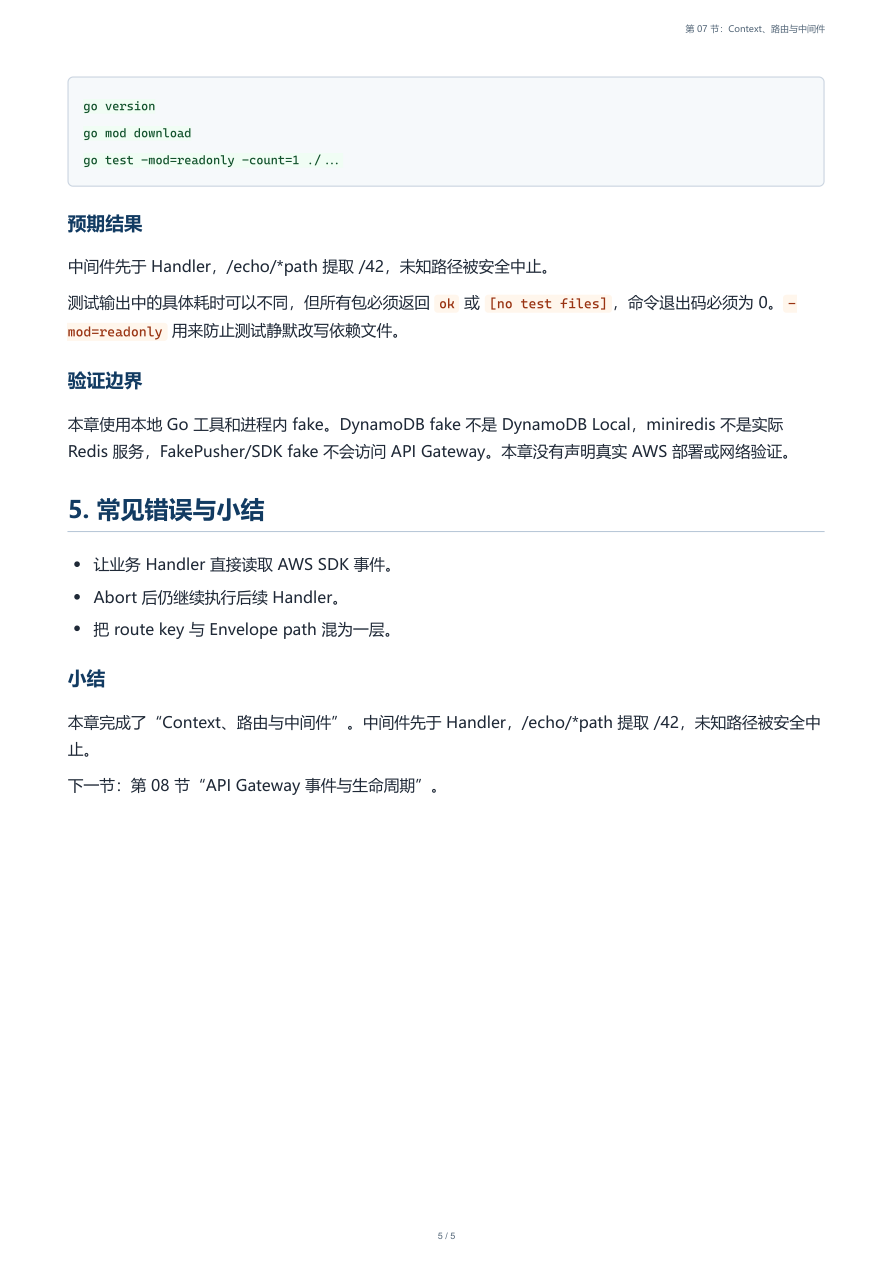 第 07 节：Context、路由与中间件
go version
go mod download
go test -mod=readonly -count=1 ./...
预期结果
中间件先于 Handler，/echo/*path 提取 /42，未知路径被安全中止。
测试输出中的具体耗时可以不同，但所有包必须返回 ok 或 [no test files]，命令退出码必须为 0。-
mod=readonly 用来防止测试静默改写依赖文件。
验证边界
本章使用本地 Go 工具和进程内 fake。DynamoDB fake 不是 DynamoDB Local，miniredis 不是实际
Redis 服务，FakePusher/SDK fake 不会访问 API Gateway。本章没有声明真实 AWS 部署或网络验证。
5. 常见错误与小结
• 让业务 Handler 直接读取 AWS SDK 事件。
• Abort 后仍继续执行后续 Handler。
• 把 route key 与 Envelope path 混为一层。
小结
本章完成了“Context、路由与中间件”。中间件先于 Handler，/echo/*path 提取 /42，未知路径被安全中
止。
下一节：第 08 节“API Gateway 事件与生命周期”。
5 / 5